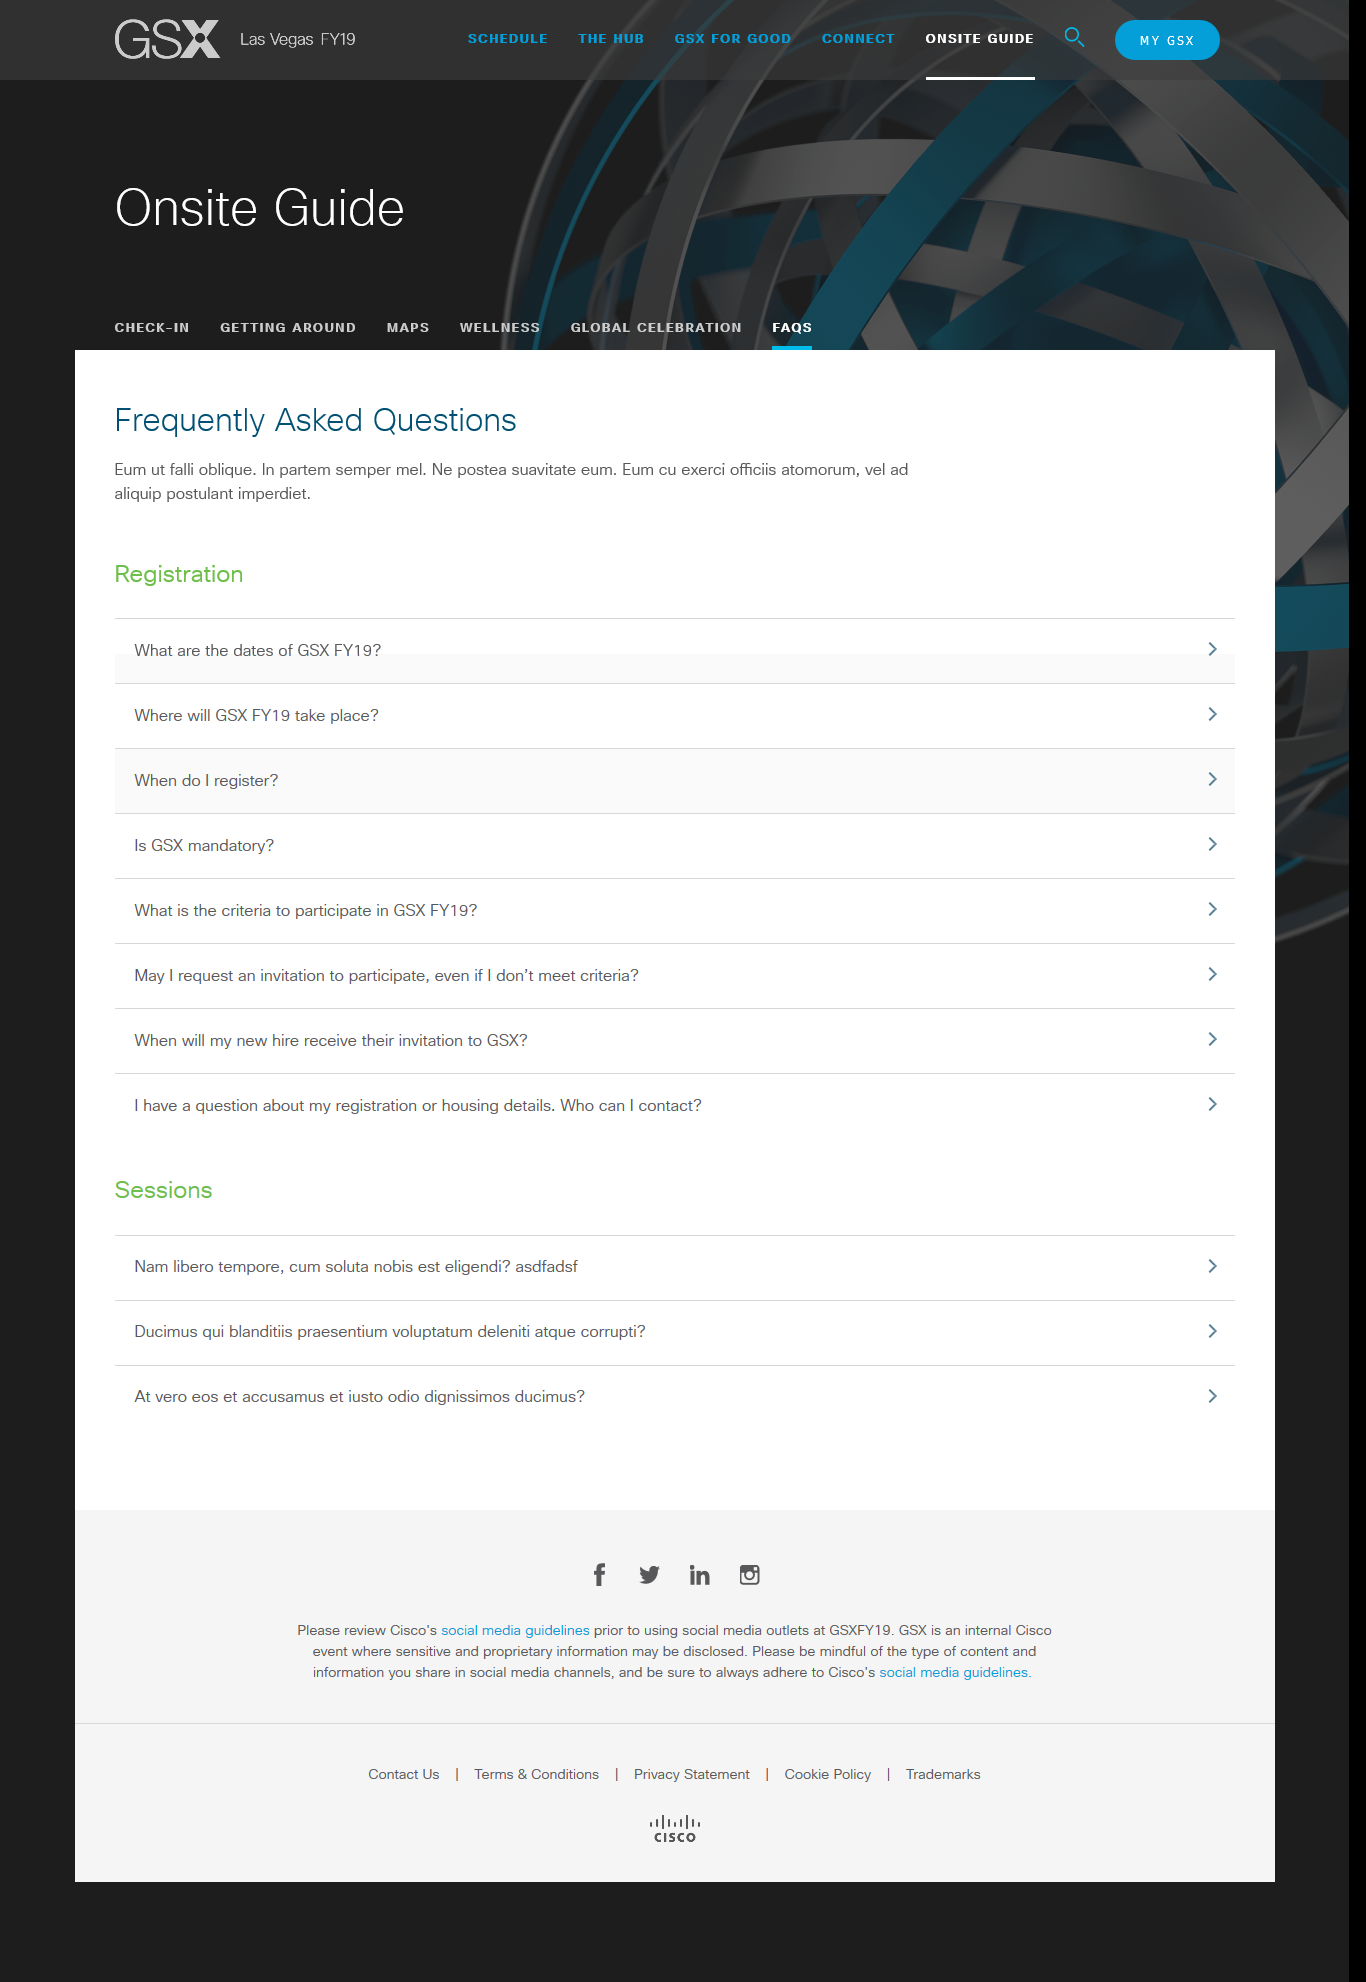 GSX Las Vegas FY19 SCHEDULE THE HUB GSX FOR GOOD CONNECT ONSITE GUIDE MY GSX
Onsite Guide
CHECK-IN GETTING AROUND MAPS WELLNESS GLOBAL CELEBRATION FAQS
Frequently Asked Questions
Eum ut falli oblique. In partem semper mel. Ne postea suavitate eum. Eum cu exerci officiis atomorum, vel ad
aliquip postulant imperdiet.
Registration
What are the dates of GSX FY19?
Where will GSX FY19 take place?
When do I register?
Is GSX mandatory?
What is the criteria to participate in GSX FY19?
May I request an invitation to participate, even if I don't meet criteria?
When will my new hire receive their invitation to GSX?
I have a question about my registration or housing details. Who can I contact?
Sessions
Nam libero tempore, cum soluta nobis est eligendi? asdfadsf
Ducimus qui blanditiis praesentium voluptatum deleniti atque corrupti?
At vero eos et accusamus et iusto odio dignissimos ducimus?
Please review Cisco's social media guidelines prior to using social media outlets at GSXFY19. GSX is an internal Cisco
event where sensitive and proprietary information may be disclosed. Please be mindful of the type of content and
information you share in social media channels, and be sure to always adhere to Cisco's social media guidelines.
Contact Us | Terms & Conditions | Privacy Statement | Cookie Policy | Trademarks
CISCO